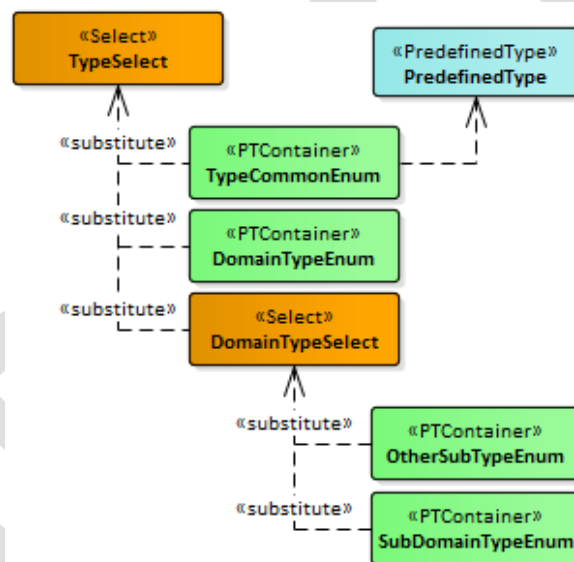 «Select»
TypeSelect
«PredefinedType»
PredefinedType
«substitute»
«PTContainer»
TypeCommonEnum
«substitute»
«PTContainer»
DomainTypeEnum
«substitute»
«Select»
DomainTypeSelect
«substitute»
«PTContainer»
OtherSubTypeEnum
«substitute»
«PTContainer»
SubDomainTypeEnum